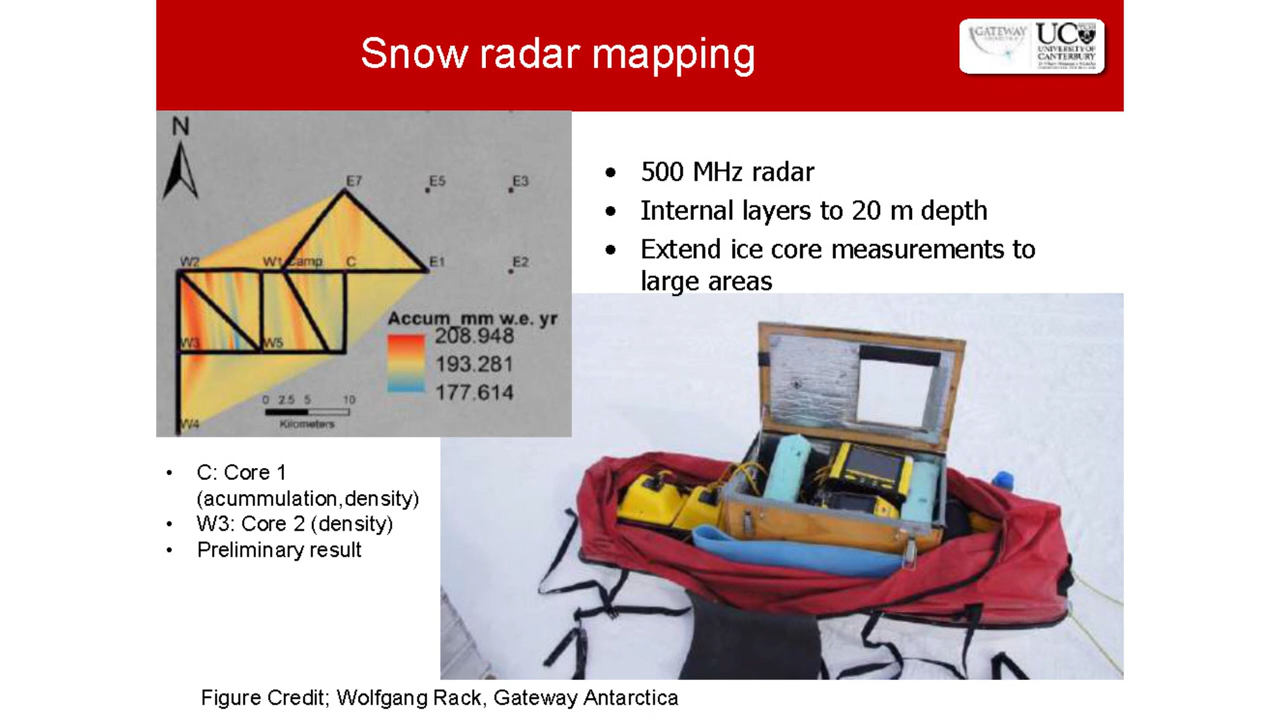 Snow radar mapping
GATEWAY
UC
UNIVERSITY OF
CANTERBURY
N
E7
E5
E3
W2
W1
Camp
C
E1
E2
Accum_mm w.e. yr
208.948
193.281
177.614
W3
W5
0 2.5 5 10
Kilometers
W4
• 500 MHz radar
• Internal layers to 20 m depth
• Extend ice core measurements to
large areas
• C: Core 1
(acummulation,density)
• W3: Core 2 (density)
• Preliminary result
Figure Credit; Wolfgang Rack, Gateway Antarctica